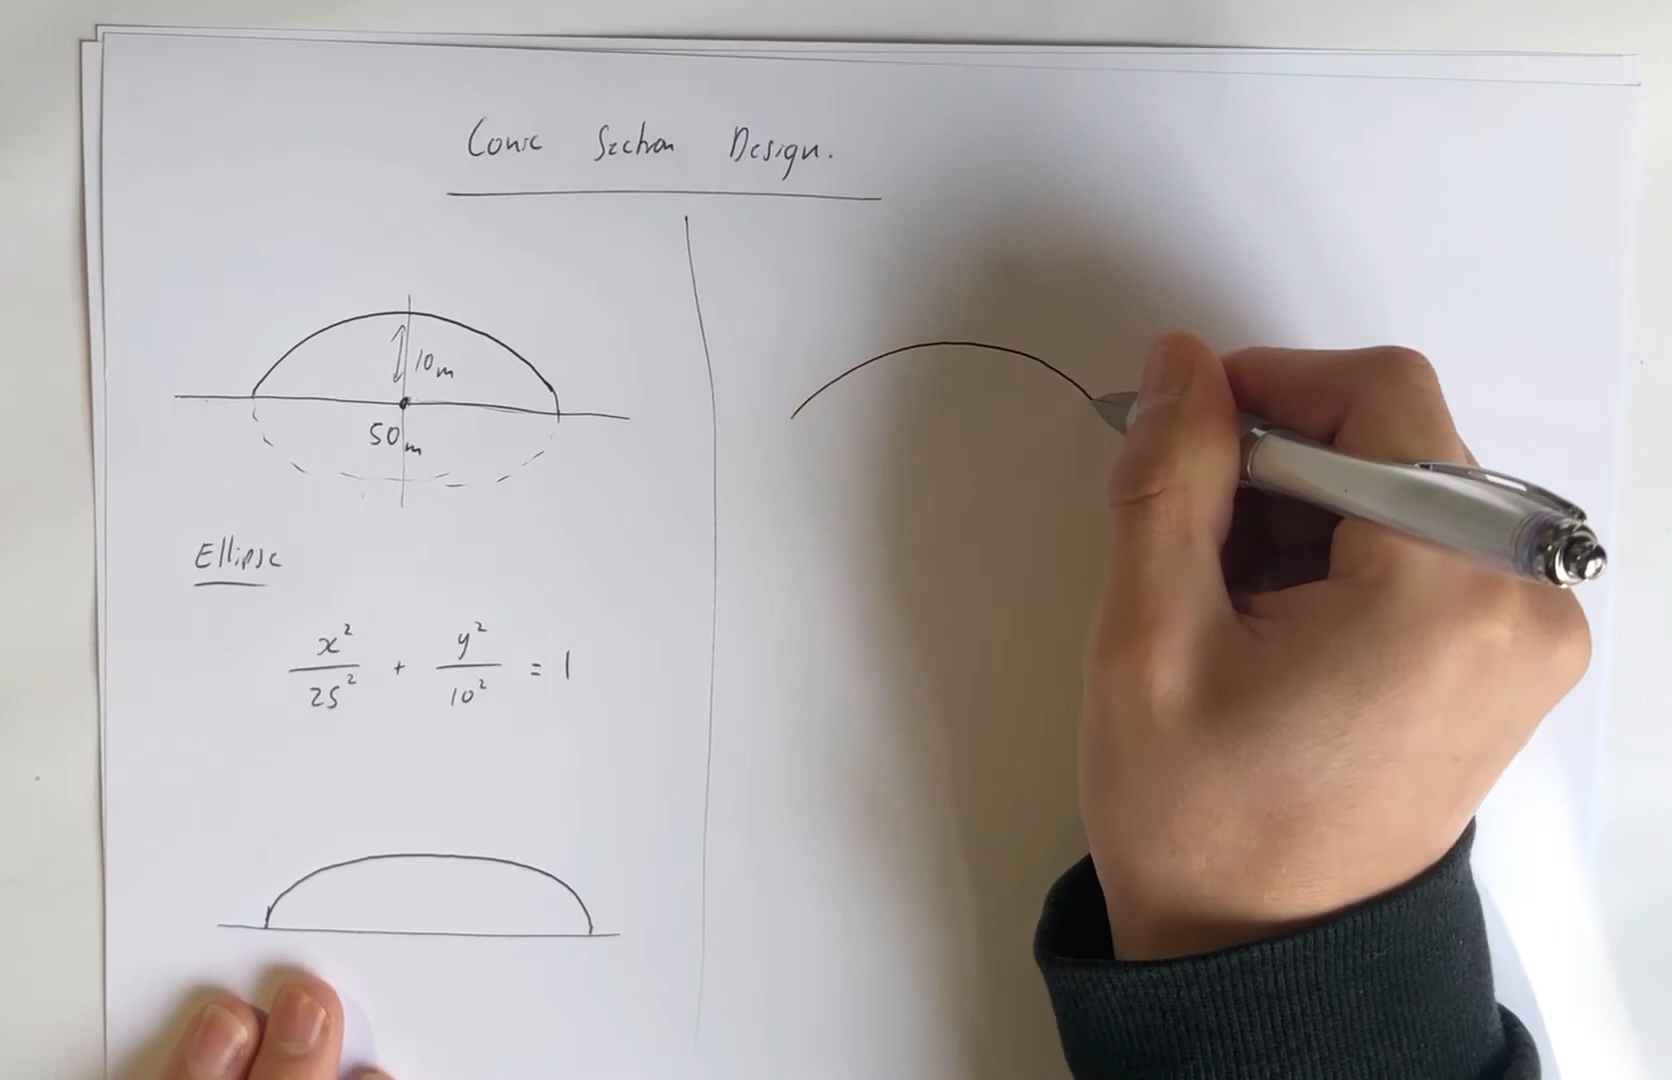 Conic Section Design.
10m
50m
Ellipse
x²/25² + y²/10² = 1